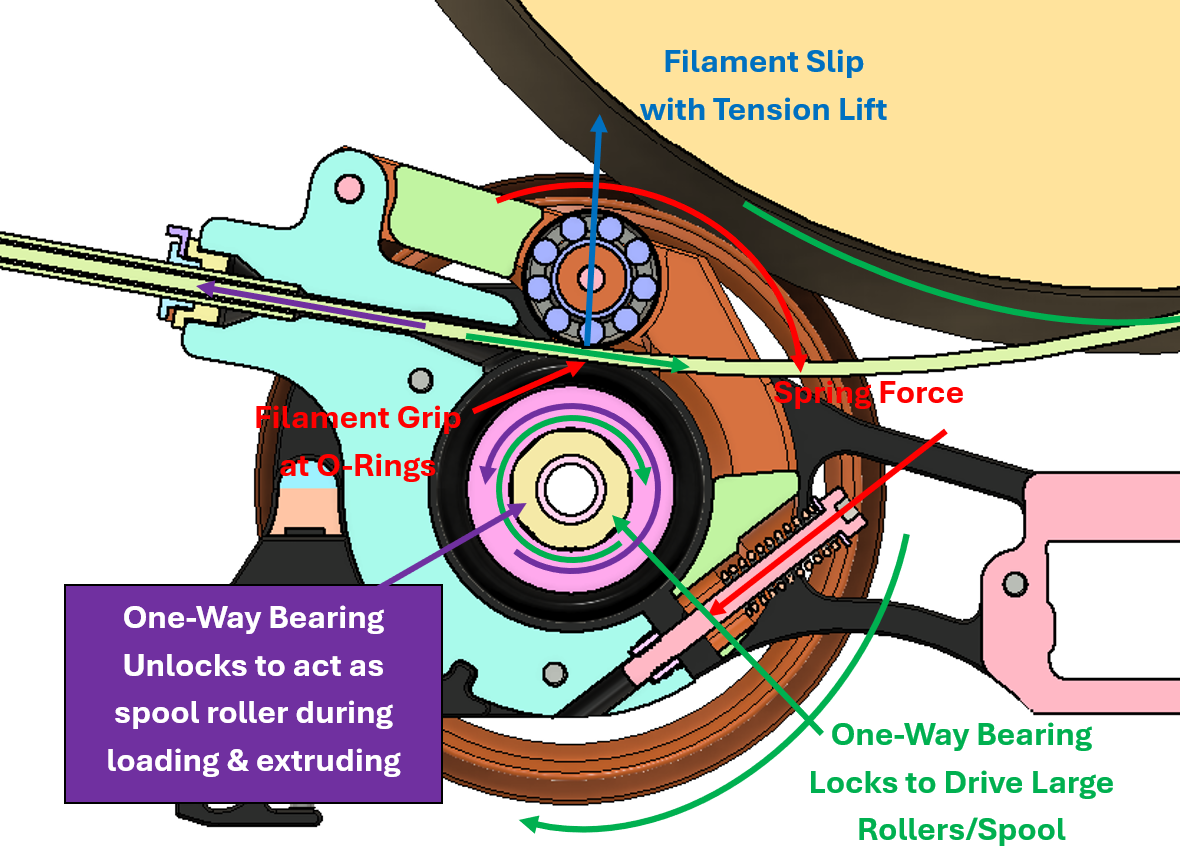 Filament Slip
with Tension Lift
Spring Force
Filament Grip
at O-Rings
One-Way Bearing
Unlocks to act as
spool roller during
loading & extruding
One-Way Bearing
Locks to Drive Large
Rollers/Spool